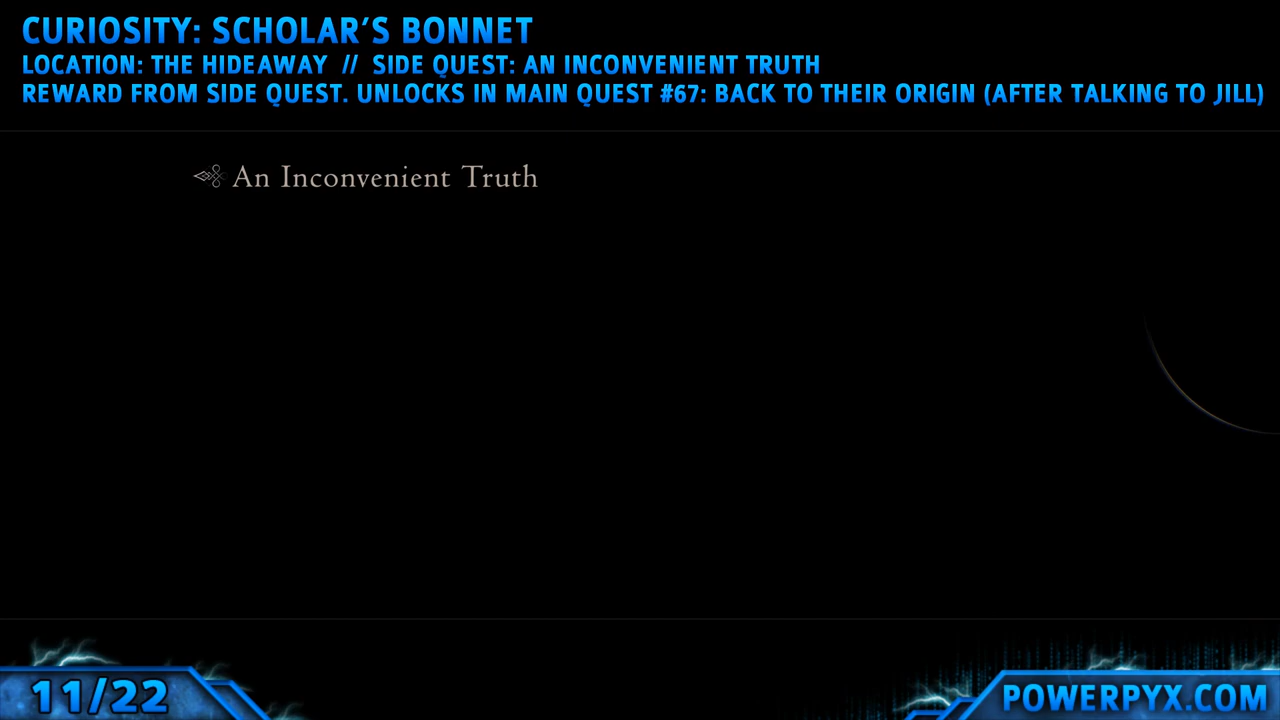 CURIOSITY: SCHOLAR'S BONNET
LOCATION: THE HIDEAWAY // SIDE QUEST: AN INCONVENIENT TRUTH
REWARD FROM SIDE QUEST. UNLOCKS IN MAIN QUEST #67: BACK TO THEIR ORIGIN (AFTER TALKING TO JILL)
An Inconvenient Truth
11/22
POWERPYX.COM